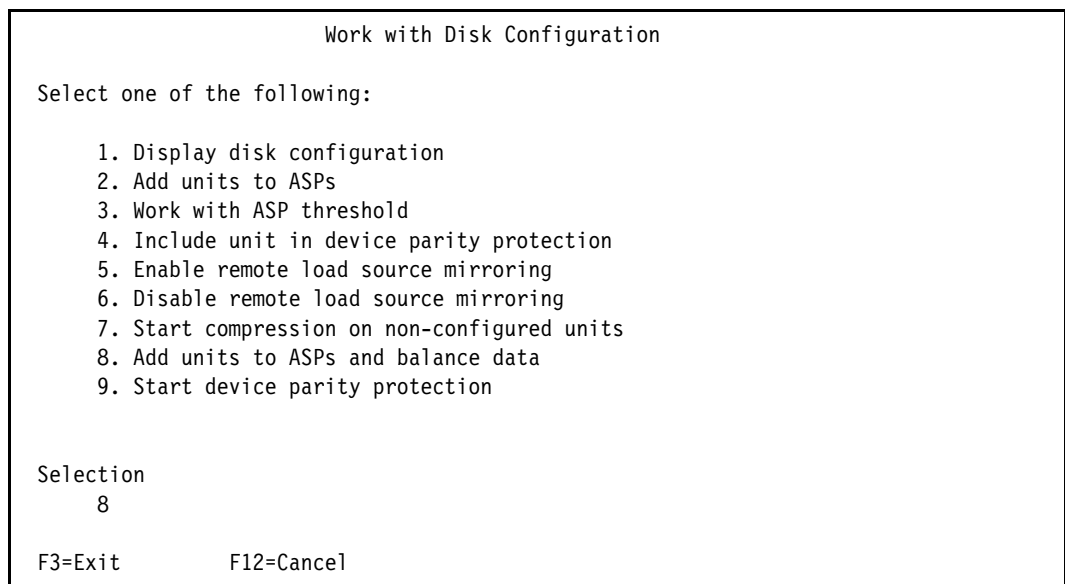 Work with Disk Configuration
Select one of the following:
1. Display disk configuration
2. Add units to ASPs
3. Work with ASP threshold
4. Include unit in device parity protection
5. Enable remote load source mirroring
6. Disable remote load source mirroring
7. Start compression on non-configured units
8. Add units to ASPs and balance data
9. Start device parity protection
Selection
8
F3=Exit F12=Cancel